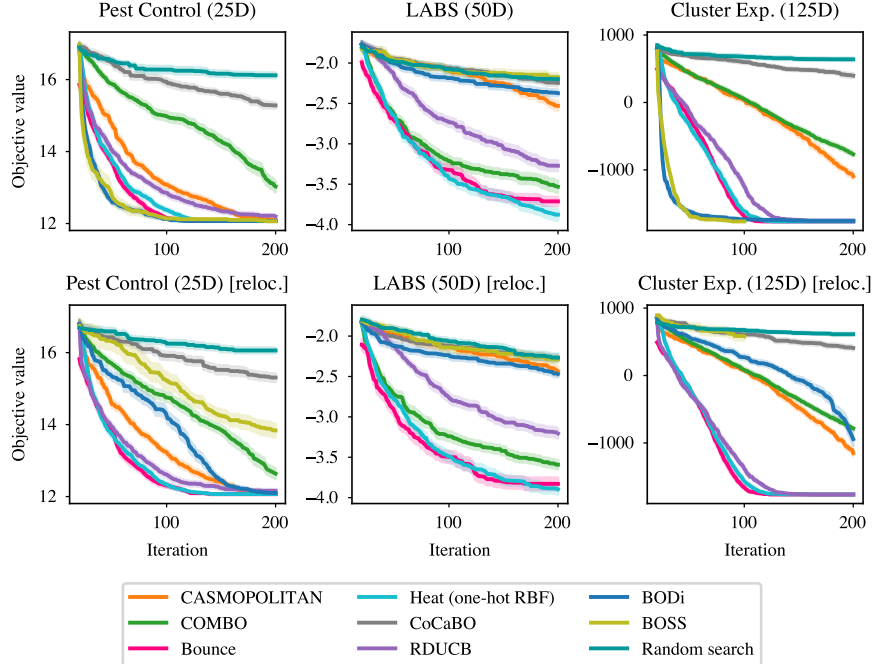 Pest Control (25D)
LABS (50D)
Cluster Exp. (125D)
Objective value
16
14
12
100
200
−2.0
−2.5
−3.0
−3.5
−4.0
100
200
1000
0
−1000
100
200
Pest Control (25D) [reloc.]
LABS (50D) [reloc.]
Cluster Exp. (125D) [reloc.]
Objective value
16
14
12
100
200
Iteration
−2.0
−2.5
−3.0
−3.5
−4.0
100
200
Iteration
1000
0
−1000
100
200
Iteration
CASMOPOLITAN
COMBO
Bounce
Heat (one-hot RBF)
CoCaBO
RDUCB
BODi
BOSS
Random search